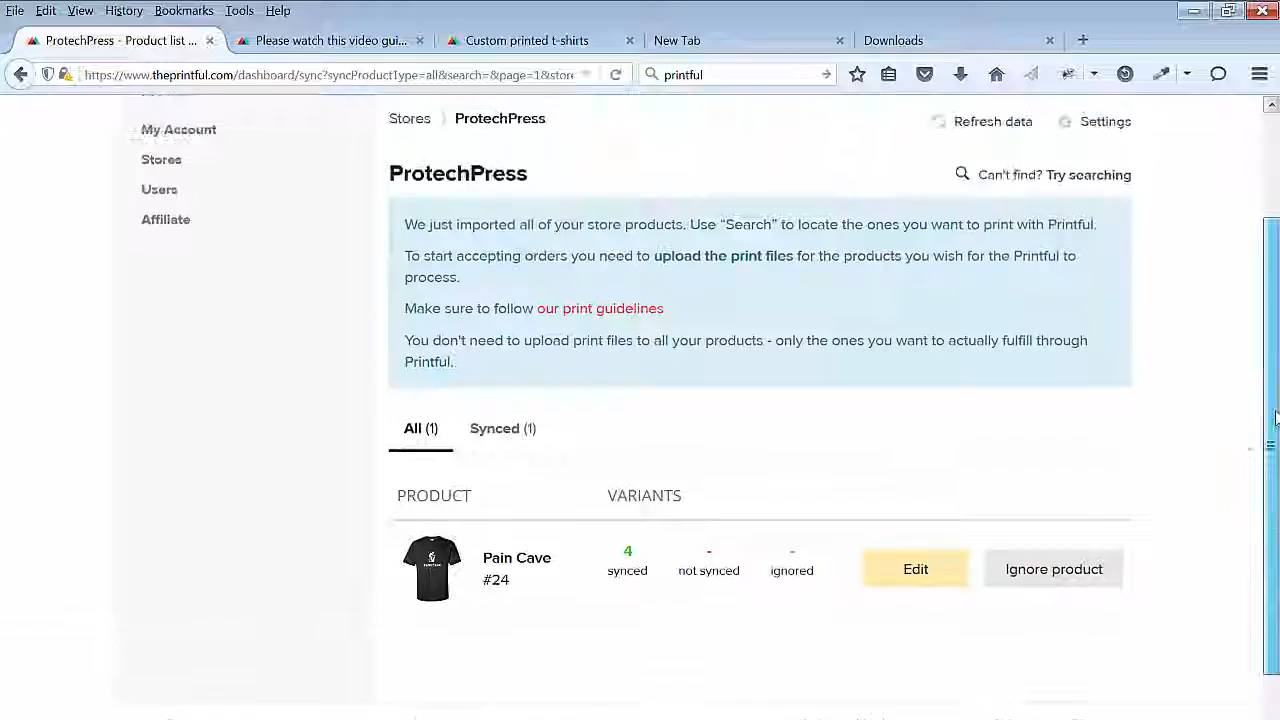 File Edit View History Bookmarks Tools Help
ProtechPress - Product list ... × Please watch this video gui... × Custom printed t-shirts × New Tab × Downloads × +
https://www.theprintful.com/dashboard/sync?syncProductType=all&search=&page=1&store printful
My Account
Stores
Users
Affiliate
Stores ProtechPress
Refresh data Settings
ProtechPress
Can't find? Try searching
We just imported all of your store products. Use “Search” to locate the ones you want to print with Printful.
To start accepting orders you need to upload the print files for the products you wish for the Printful to
process.
Make sure to follow our print guidelines
You don't need to upload print files to all your products - only the ones you want to actually fulfill through
Printful.
All (1) Synced (1)
PRODUCT VARIANTS
Pain Cave
#24
4 - -
synced not synced ignored
Edit Ignore product